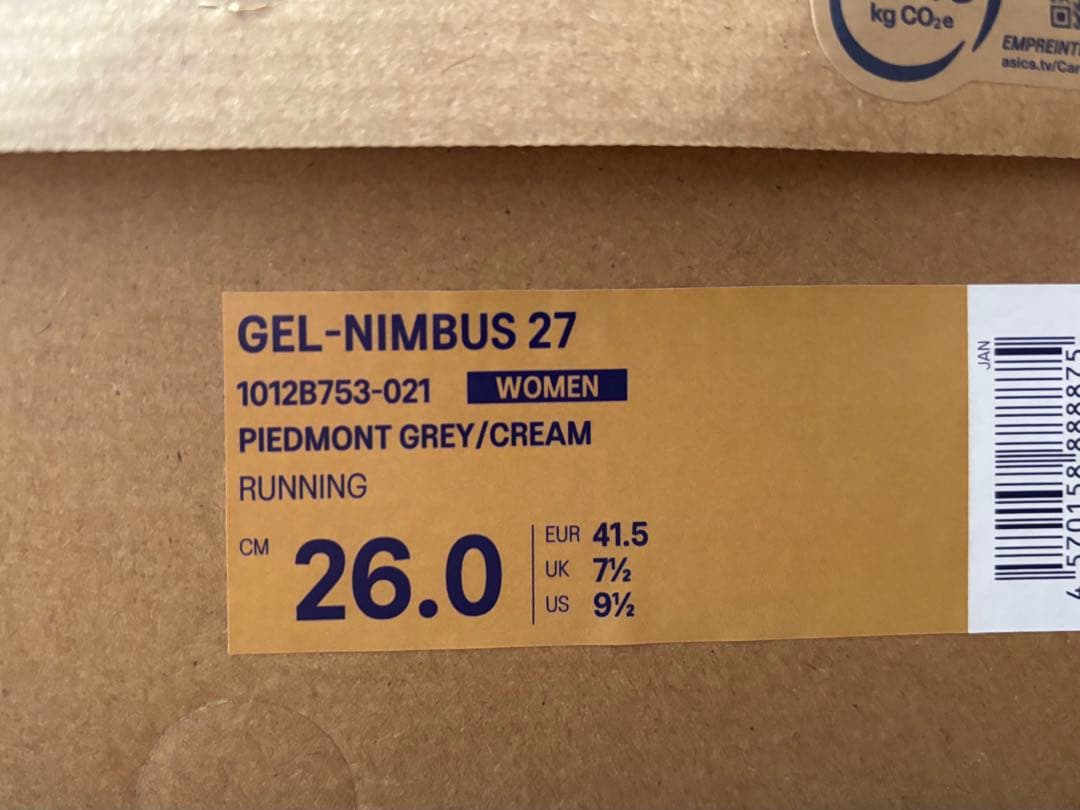 kg CO₂e
asics.tv/Car
GEL-NIMBUS 27
1012B753-021 WOMEN
PIEDMONT GREY/CREAM
RUNNING
CM 26.0
EUR 41.5
UK 7½
US 9½
JAN
4570158888875